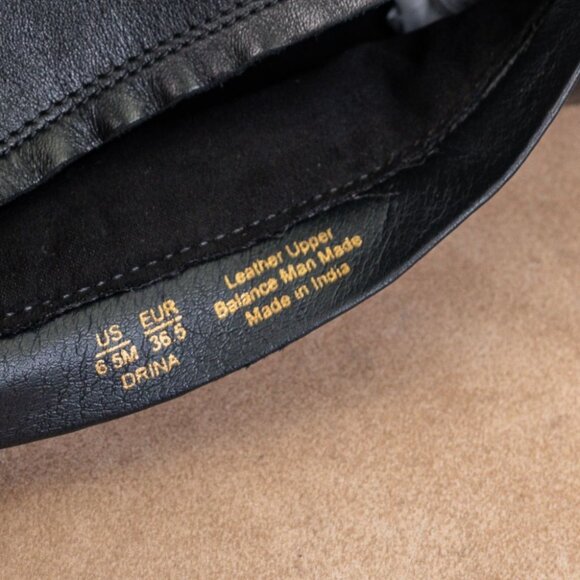 US EUR
6.5M 36.5
DRINA
Leather Upper
Balance Man Made
Made in India